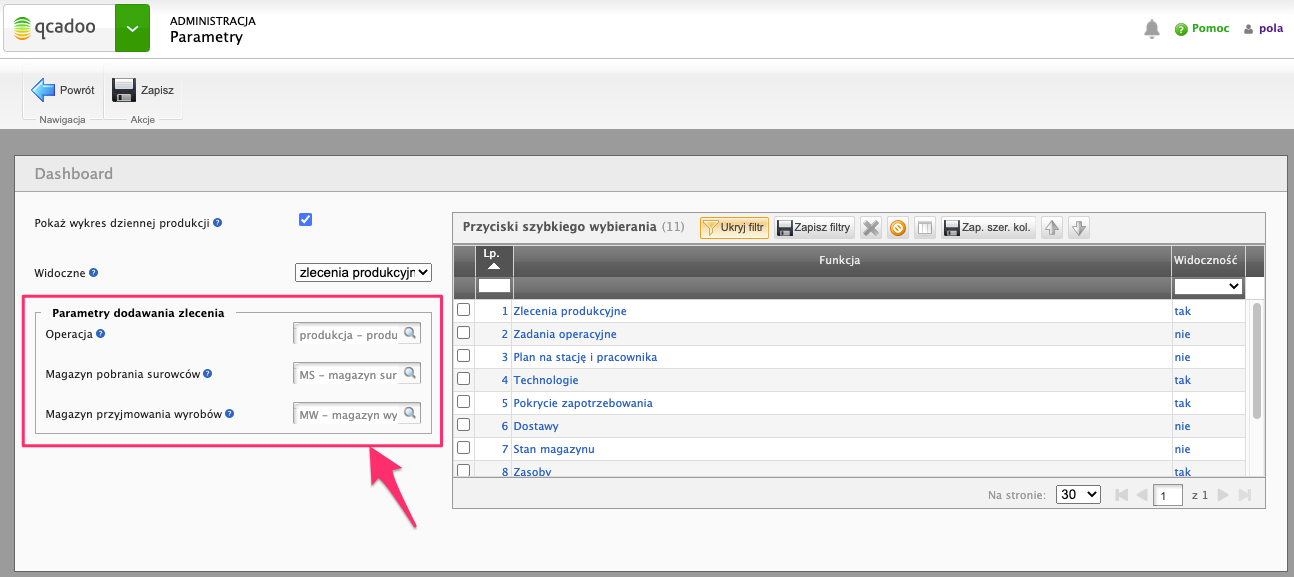 qcadoo
ADMINISTRACJA
Parametry
Pomoc
pola
Powrót
Zapisz
Nawigacja
Akcje
Dashboard
Pokaż wykres dziennej produkcji
Widoczne
zlecenia produkcyjn
Parametry dodawania zlecenia
Operacja
produkcja – produ
Magazyn pobrania surowców
MS – magazyn sur
Magazyn przyjmowania wyrobów
MW – magazyn wy
Przyciski szybkiego wybierania (11)
Ukryj filtr
Zapisz filtry
Zap. szer. kol.
Lp.
Funkcja
Widoczność
1 Zlecenia produkcyjne tak
2 Zadania operacyjne nie
3 Plan na stację i pracownika nie
4 Technologie tak
5 Pokrycie zapotrzebowania tak
6 Dostawy nie
7 Stan magazynu nie
8 Zasoby tak
Na stronie: 30 1 z 1